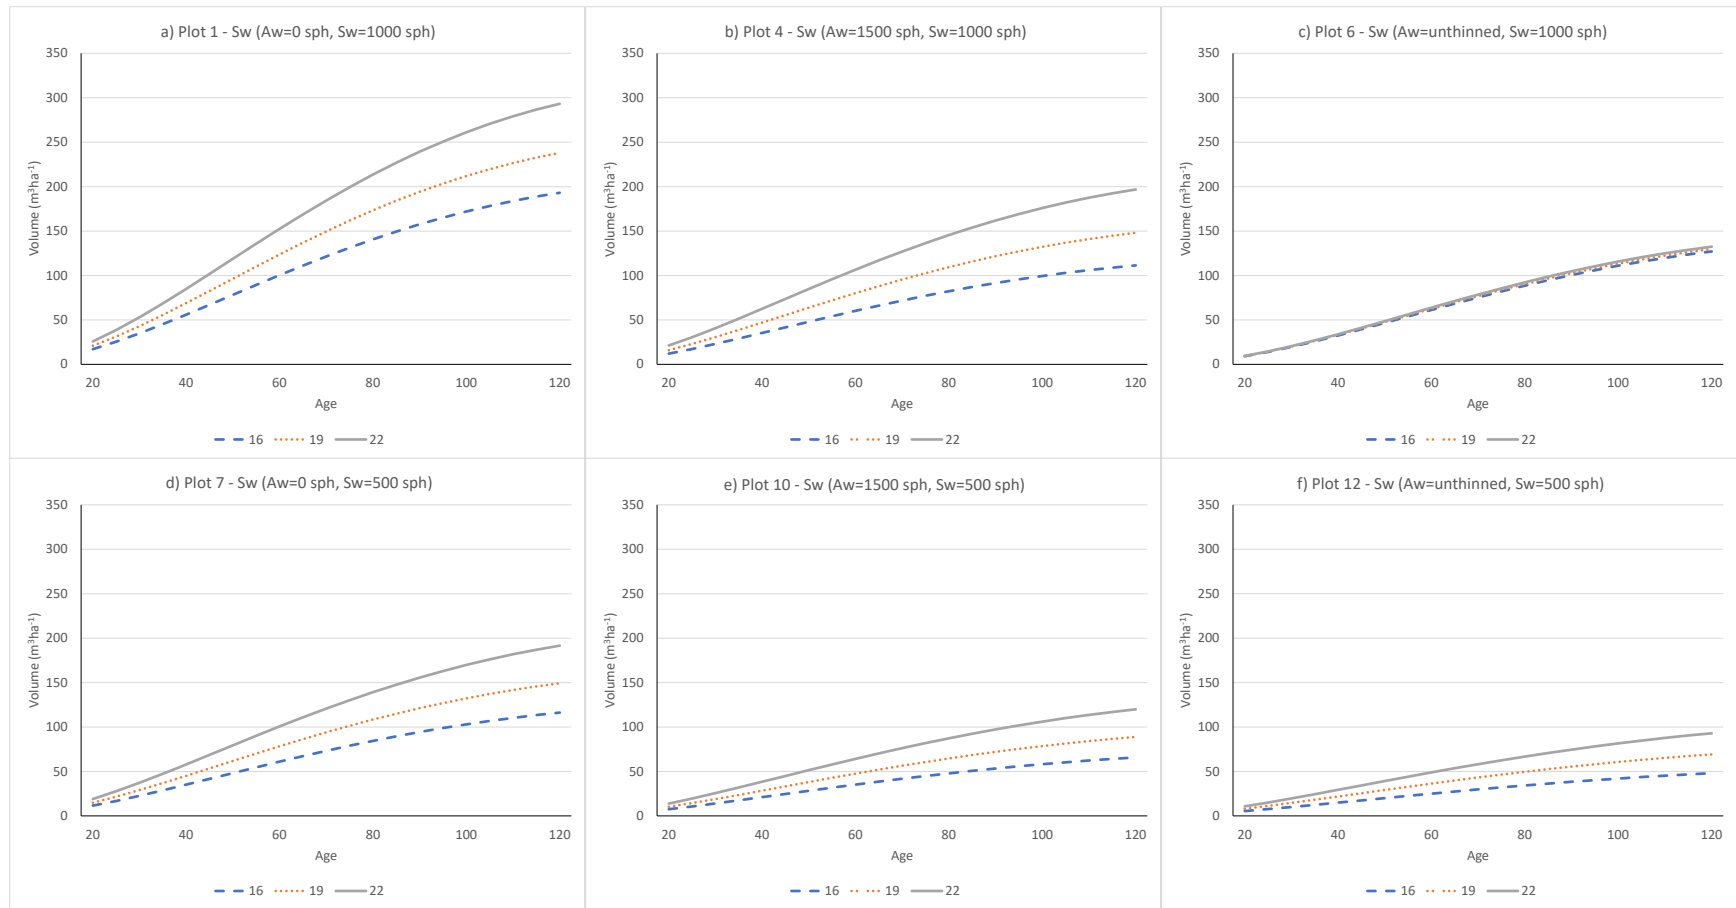 a) Plot 1 - Sw (Aw=0 sph, Sw=1000 sph)
350
300
250
200
150
100
50
0
Volume (m³ha⁻¹)
20 40 60 80 100 120
Age
16 19 22
b) Plot 4 - Sw (Aw=1500 sph, Sw=1000 sph)
350
300
250
200
150
100
50
0
Volume (m³ha⁻¹)
20 40 60 80 100 120
Age
16 19 22
c) Plot 6 - Sw (Aw=unthinned, Sw=1000 sph)
350
300
250
200
150
100
50
0
Volume (m³ha⁻¹)
20 40 60 80 100 120
Age
16 19 22
d) Plot 7 - Sw (Aw=0 sph, Sw=500 sph)
350
300
250
200
150
100
50
0
Volume (m³ha⁻¹)
20 40 60 80 100 120
Age
16 19 22
e) Plot 10 - Sw (Aw=1500 sph, Sw=500 sph)
350
300
250
200
150
100
50
0
Volume (m³ha⁻¹)
20 40 60 80 100 120
Age
16 19 22
f) Plot 12 - Sw (Aw=unthinned, Sw=500 sph)
350
300
250
200
150
100
50
0
Volume (m³ha⁻¹)
20 40 60 80 100 120
Age
16 19 22